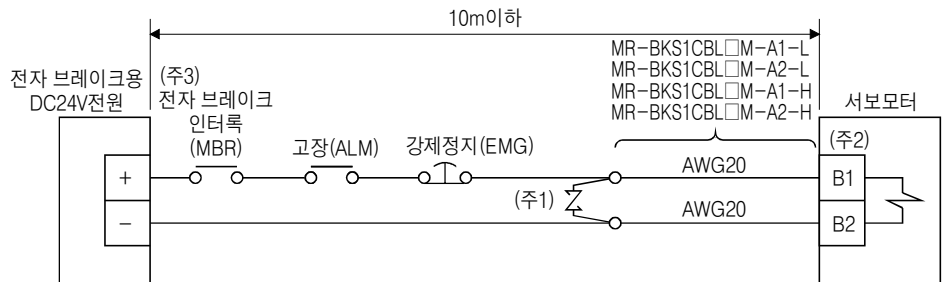 10m이하
MR-BKS1CBL□M-A1-L
MR-BKS1CBL□M-A2-L
MR-BKS1CBL□M-A1-H
MR-BKS1CBL□M-A2-H
전자 브레이크용
DC24V전원
(주3)
전자 브레이크
인터록
(MBR)
고장(ALM)
강제정지(EMG)
서보모터
(주2)
+
AWG20
B1
(주1)
−
AWG20
B2